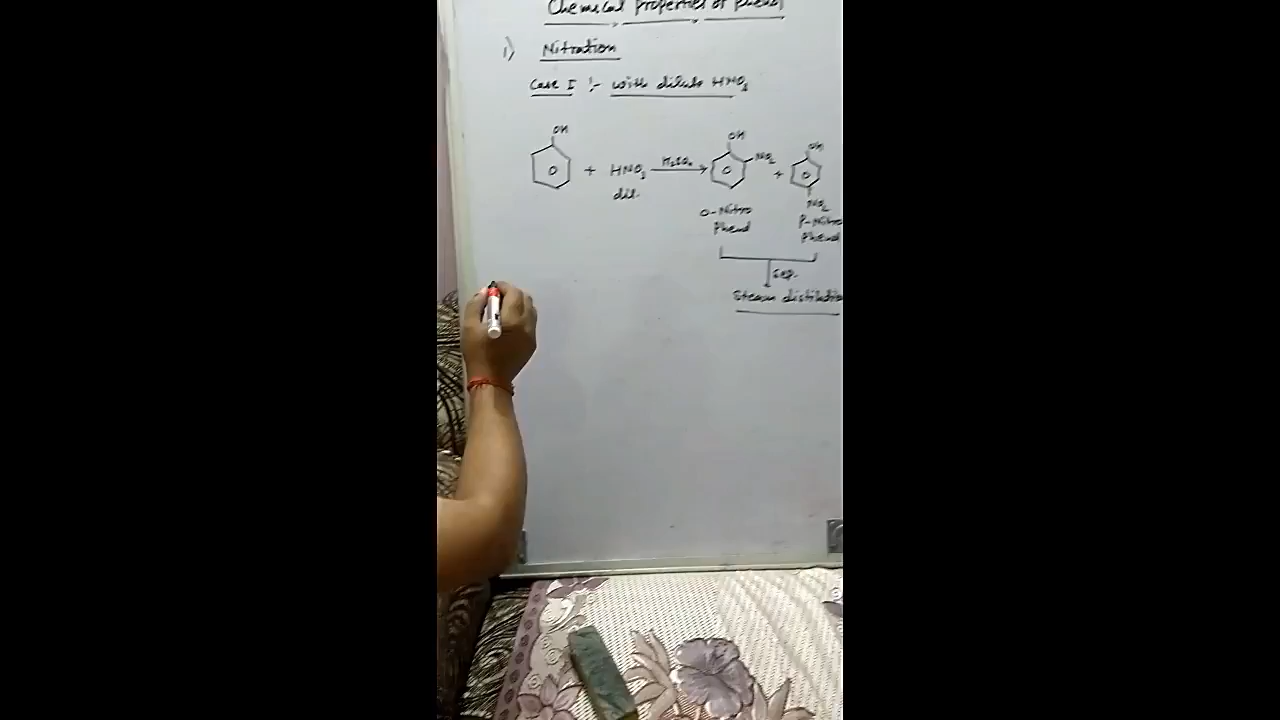 Chemical Properties of Phenol
1) Nitration
Case I :- with dilute HNO3
OH OH OH
+ HNO3 H2SO4 NO2 +
dil. NO2
O-Nitro Phenol
P-Nitro Phenol
Sep.
Steam distillation